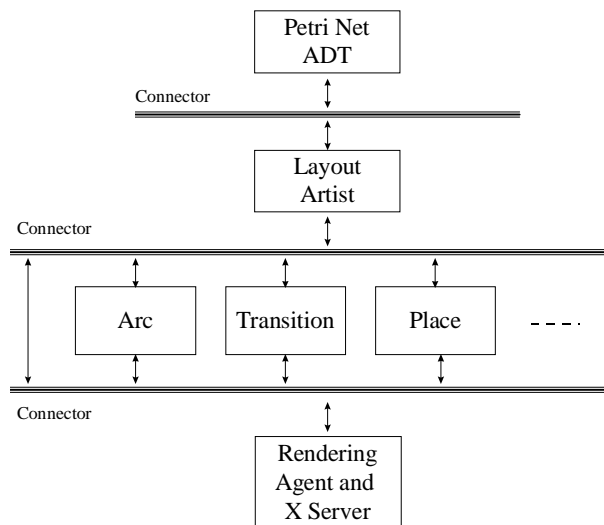 Petri Net
ADT
Connector
Layout
Artist
Connector
Arc
Transition
Place
Connector
Rendering
Agent and
X Server